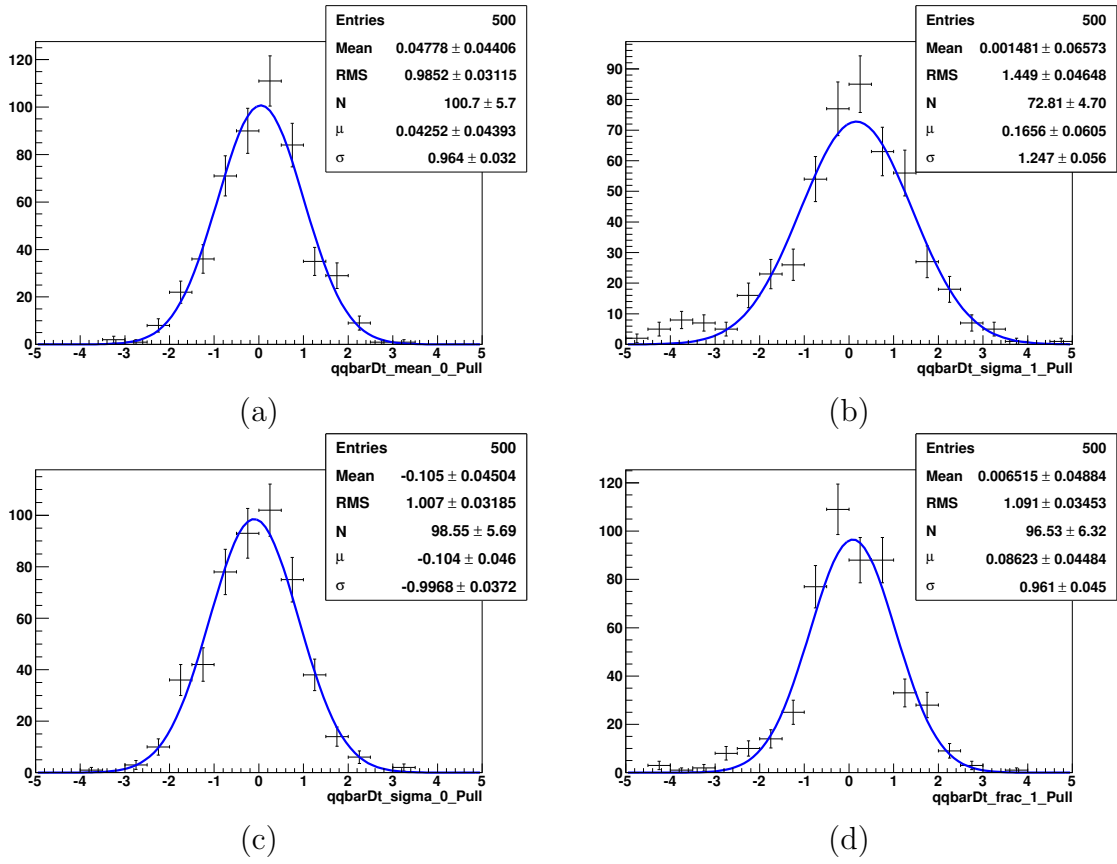 Entries 500
Mean 0.04778 ± 0.04406
RMS 0.9852 ± 0.03115
N 100.7 ± 5.7
μ 0.04252 ± 0.04393
σ 0.964 ± 0.032
120
100
80
60
40
20
0
-5 -4 -3 -2 -1 0 1 2 3 4 5
qqbarDt_mean_0_Pull
(a)
Entries 500
Mean 0.001481 ± 0.06573
RMS 1.449 ± 0.04648
N 72.81 ± 4.70
μ 0.1656 ± 0.0605
σ 1.247 ± 0.056
90
80
70
60
50
40
30
20
10
0
-5 -4 -3 -2 -1 0 1 2 3 4 5
qqbarDt_sigma_1_Pull
(b)
Entries 500
Mean -0.105 ± 0.04504
RMS 1.007 ± 0.03185
N 98.55 ± 5.69
μ -0.104 ± 0.046
σ -0.9968 ± 0.0372
100
80
60
40
20
0
-5 -4 -3 -2 -1 0 1 2 3 4 5
qqbarDt_sigma_0_Pull
(c)
Entries 500
Mean 0.006515 ± 0.04884
RMS 1.091 ± 0.03453
N 96.53 ± 6.32
μ 0.08623 ± 0.04484
σ 0.961 ± 0.045
120
100
80
60
40
20
0
-5 -4 -3 -2 -1 0 1 2 3 4 5
qqbarDt_frac_1_Pull
(d)